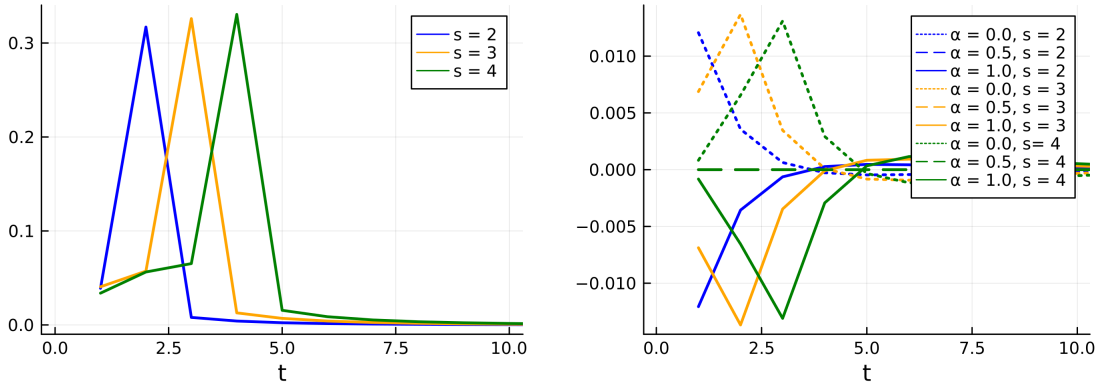 0.3
0.2
0.1
0.0
0.0
2.5
5.0
7.5
10.0
t
s = 2
s = 3
s = 4
0.010
0.005
0.000
−0.005
−0.010
0.0
2.5
5.0
7.5
10.0
t
α = 0.0, s = 2
α = 0.5, s = 2
α = 1.0, s = 2
α = 0.0, s = 3
α = 0.5, s = 3
α = 1.0, s = 3
α = 0.0, s= 4
α = 0.5, s = 4
α = 1.0, s = 4